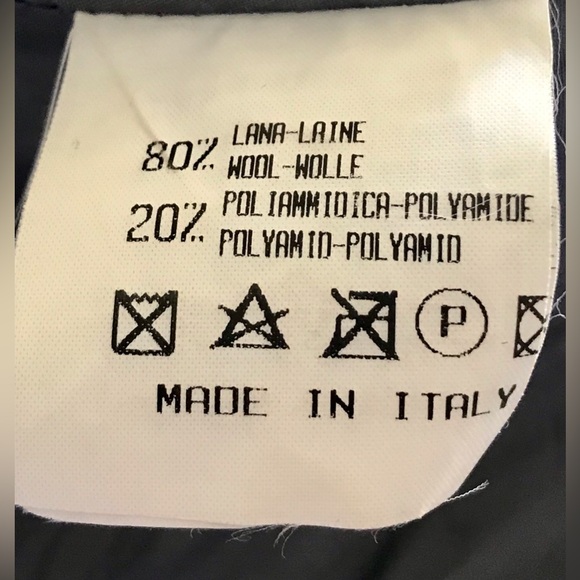 80% LANA-LAINE
WOOL-WOLLE
20% POLIAMMIDICA-POLYAMIDE
POLYAMID-POLYAMID
P
MADE IN ITALY